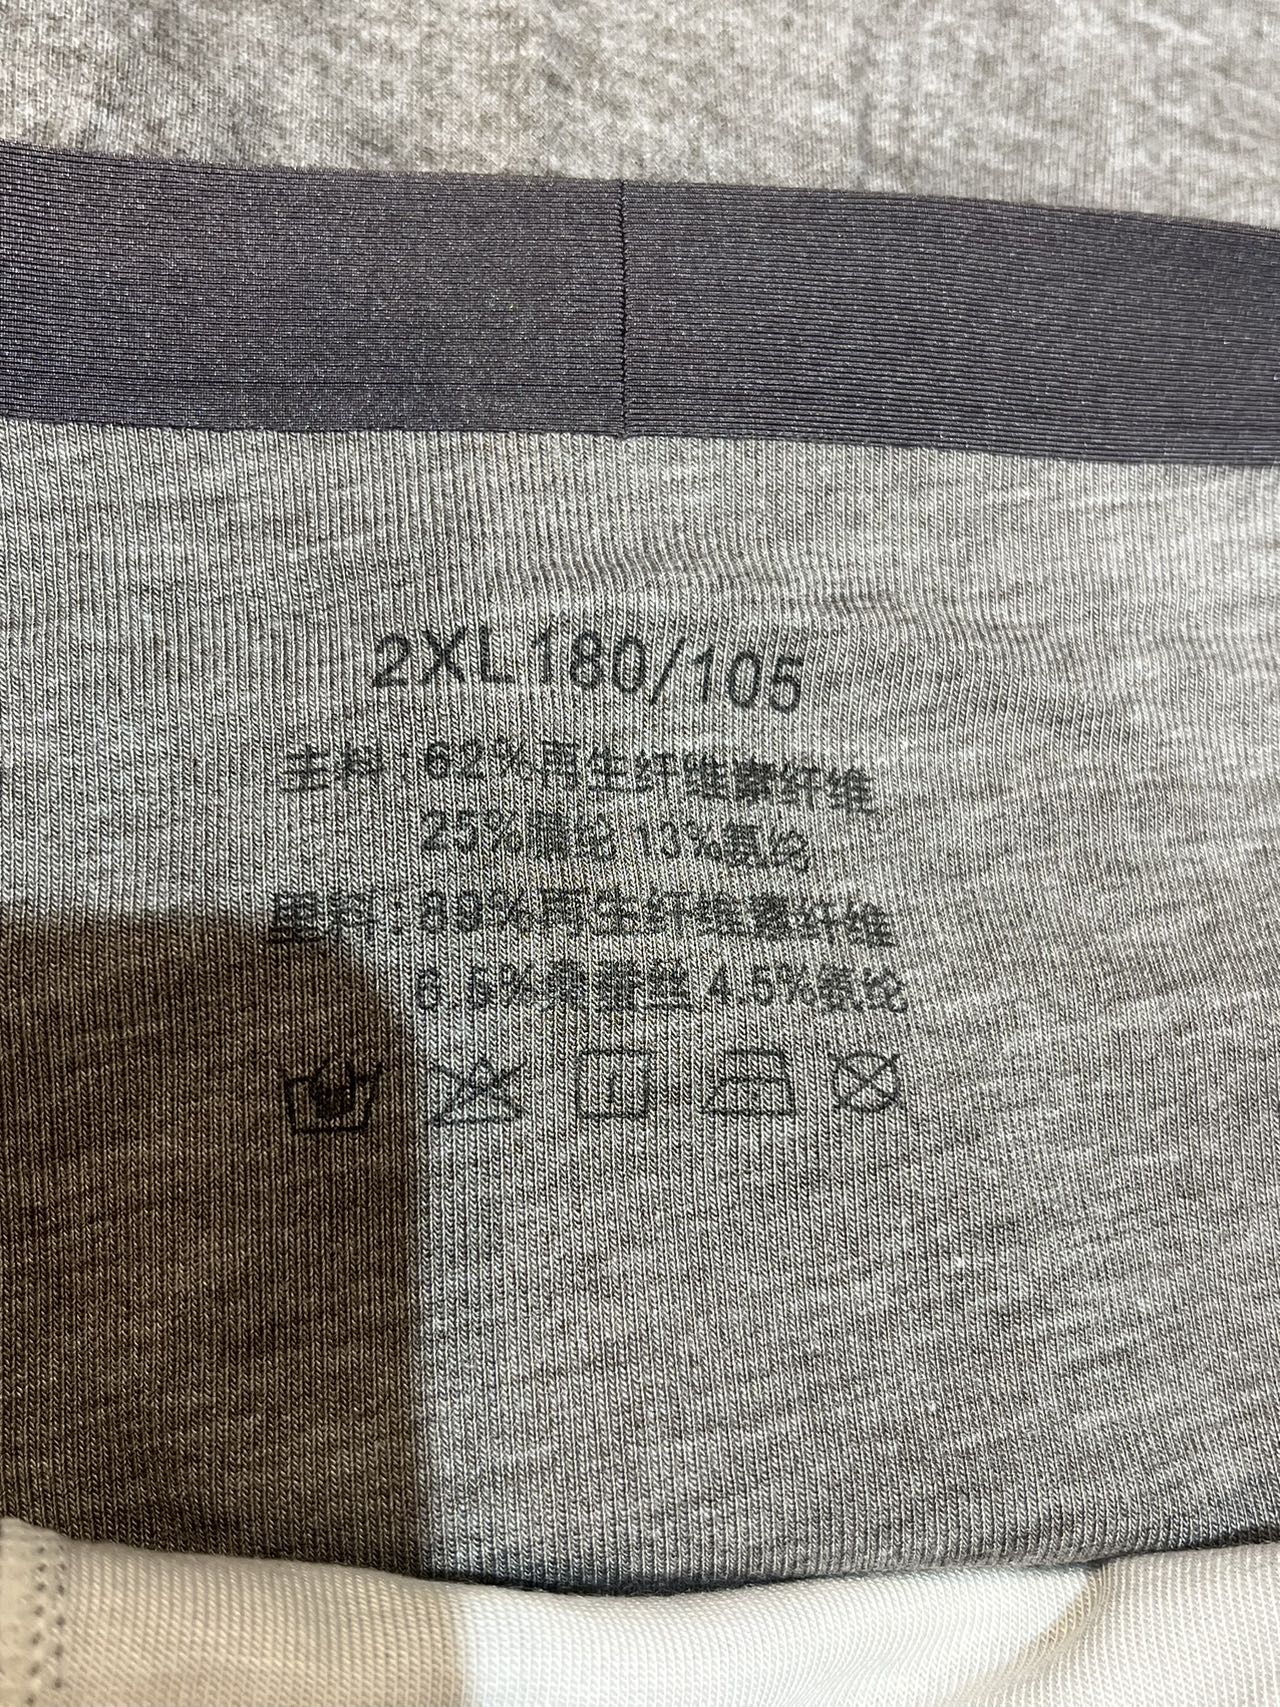 2XL 180/105
主料:62%再生纤维素纤维
25%氨纶 13%氨纶
里料:89%再生纤维素纤维
6.5%桑蚕丝 4.5%氨纶